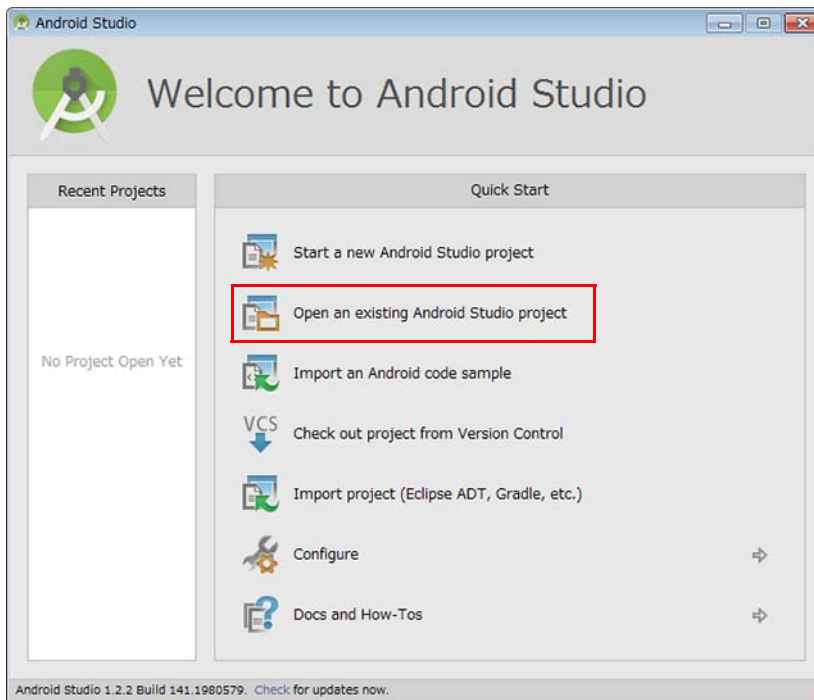 Android Studio
Welcome to Android Studio
Recent Projects
No Project Open Yet
Quick Start
Start a new Android Studio project
Open an existing Android Studio project
Import an Android code sample
VCS
Check out project from Version Control
Import project (Eclipse ADT, Gradle, etc.)
Configure
Docs and How-Tos
Android Studio 1.2.2 Build 141.1980579. Check for updates now.